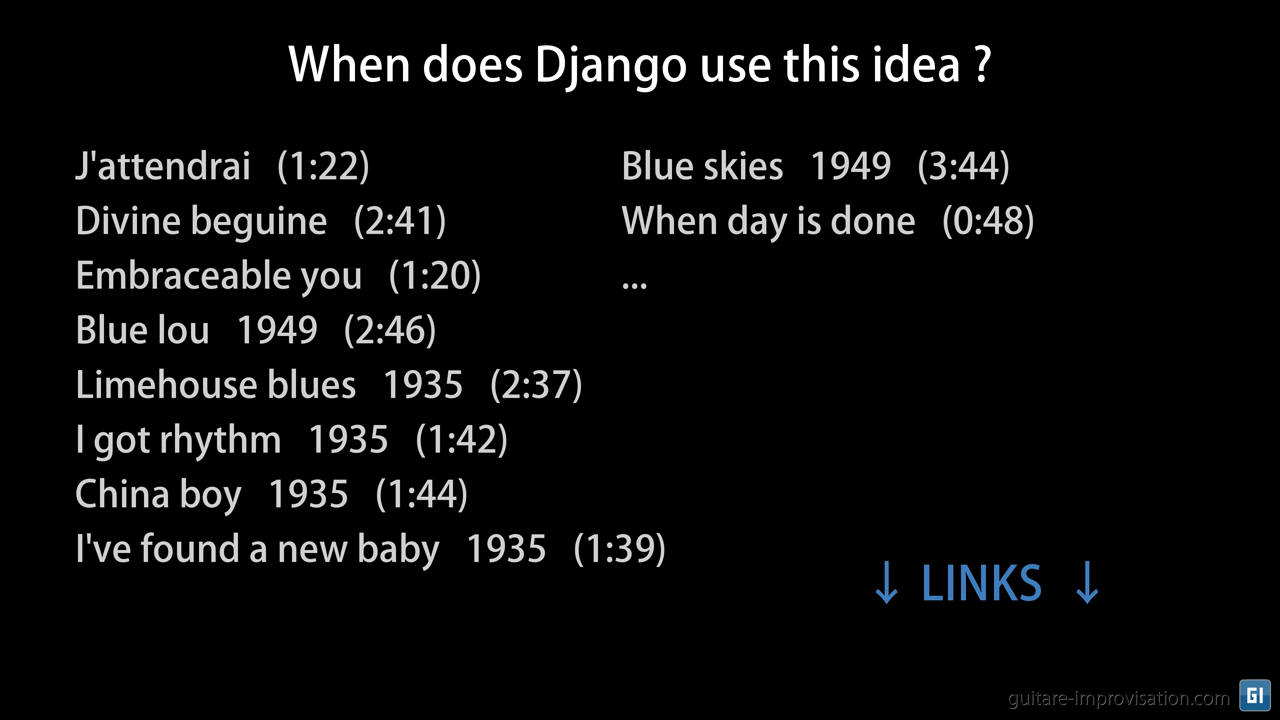 When does Django use this idea ?
J'attendrai (1:22)
Divine beguine (2:41)
Embraceable you (1:20)
Blue lou 1949 (2:46)
Limehouse blues 1935 (2:37)
I got rhythm 1935 (1:42)
China boy 1935 (1:44)
I've found a new baby 1935 (1:39)
Blue skies 1949 (3:44)
When day is done (0:48)
...
↓ LINKS ↓
guitare-improvisation.com GI